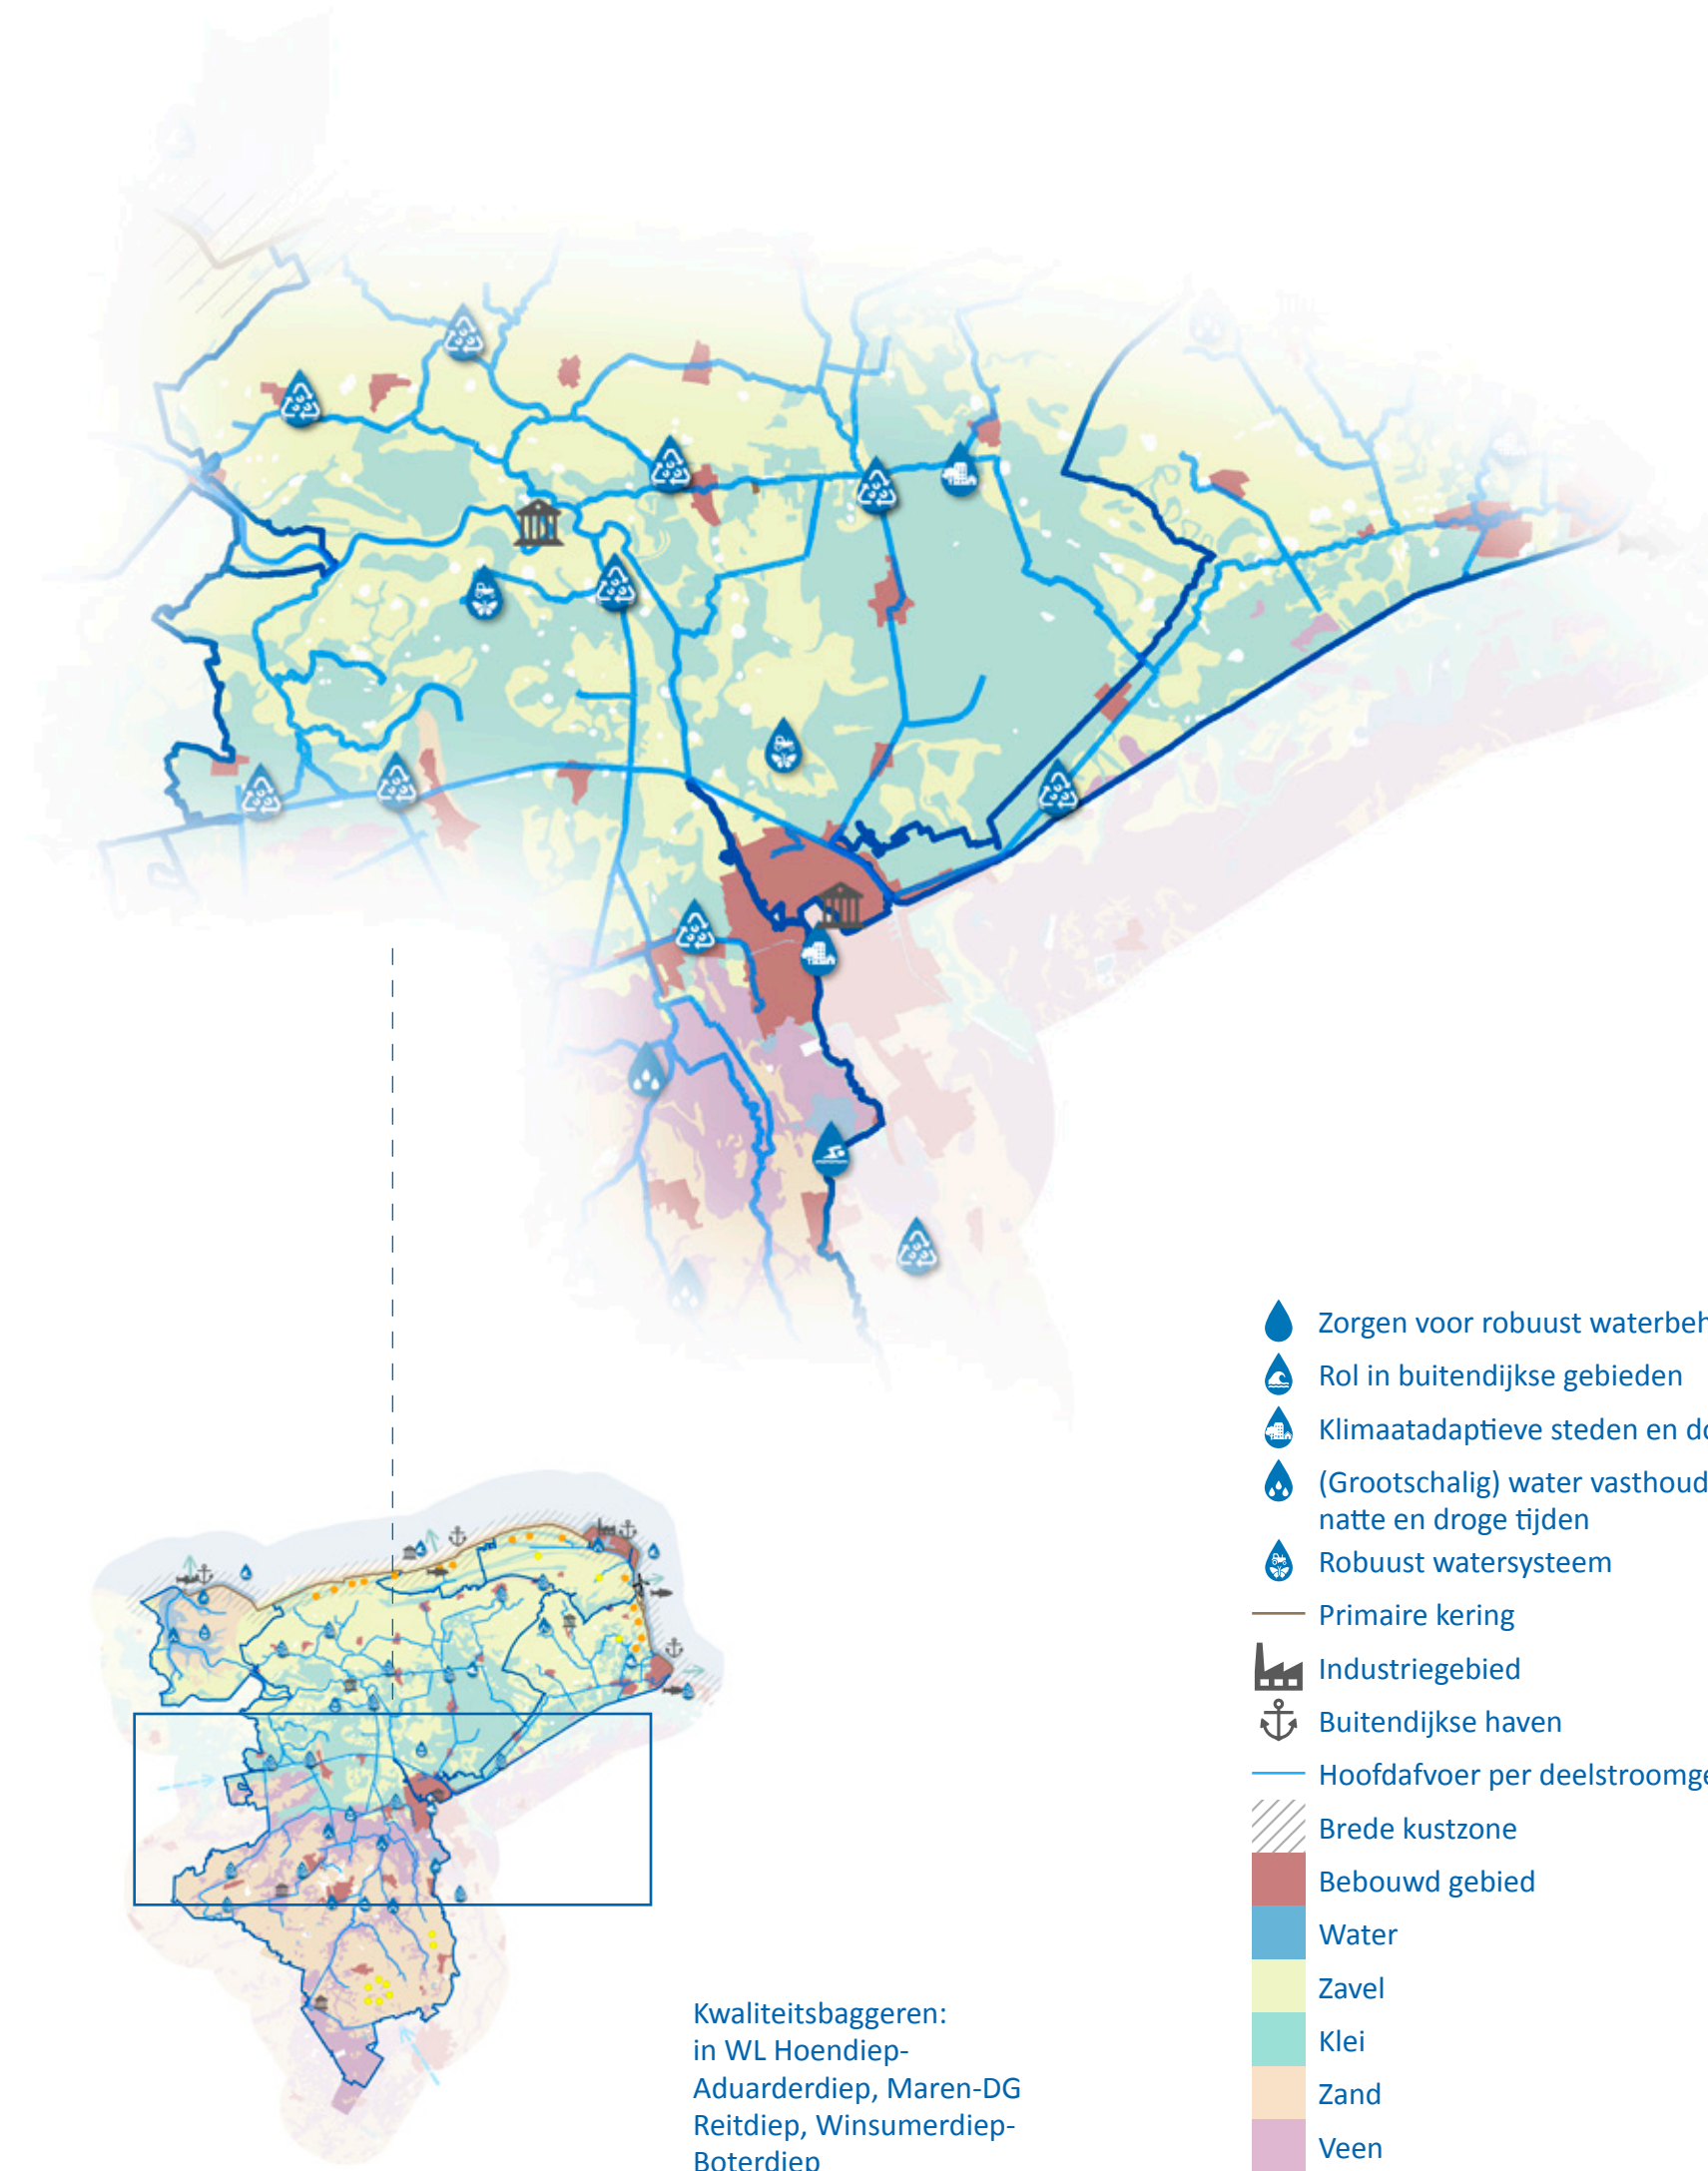 Zorgen voor robuust waterbeh
Rol in buitendijkse gebieden
Klimaatadaptieve steden en do
(Grootschalig) water vasthoud
natte en droge tijden
Robuust watersysteem
Primaire kering
Industriegebied
Buitendijkse haven
Hoofdafvoer per deelstroomge
Brede kustzone
Bebouwd gebied
Water
Zavel
Klei
Zand
Veen
Kwaliteitsbaggeren:
in WL Hoendiep-
Aduarderdiep, Maren-DG
Reitdiep, Winsumerdiep-
Boterdiep